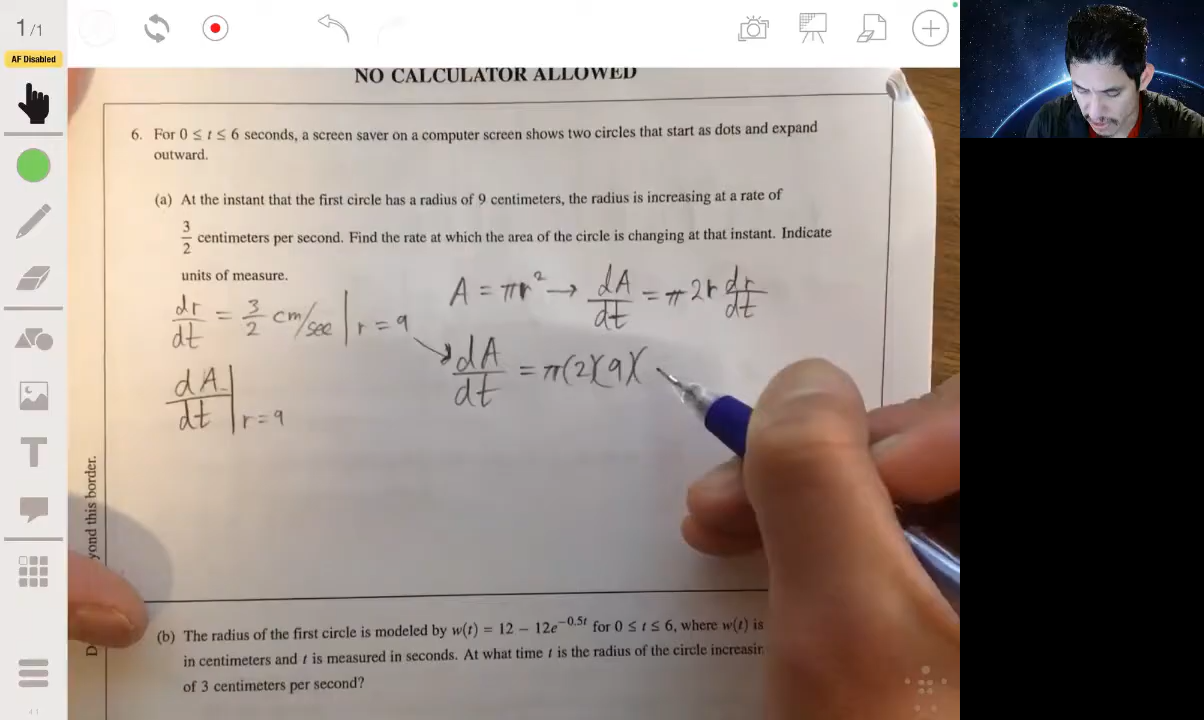 1/1
AF Disabled
NO CALCULATOR ALLOWED
6. For 0 ≤ t ≤ 6 seconds, a screen saver on a computer screen shows two circles that start as dots and expand
outward.
(a) At the instant that the first circle has a radius of 9 centimeters, the radius is increasing at a rate of
3/2 centimeters per second. Find the rate at which the area of the circle is changing at that instant. Indicate
units of measure.
A = πr² → dA/dt = π2r dr/dt
dr/dt = 3/2 cm/sec | r = 9
dA/dt = π(2)(9)(
dA/dt | r = 9
yond this border.
(b) The radius of the first circle is modeled by w(t) = 12 − 12e^−0.5t for 0 ≤ t ≤ 6, where w(t) is
in centimeters and t is measured in seconds. At what time t is the radius of the circle increasin
of 3 centimeters per second?
T